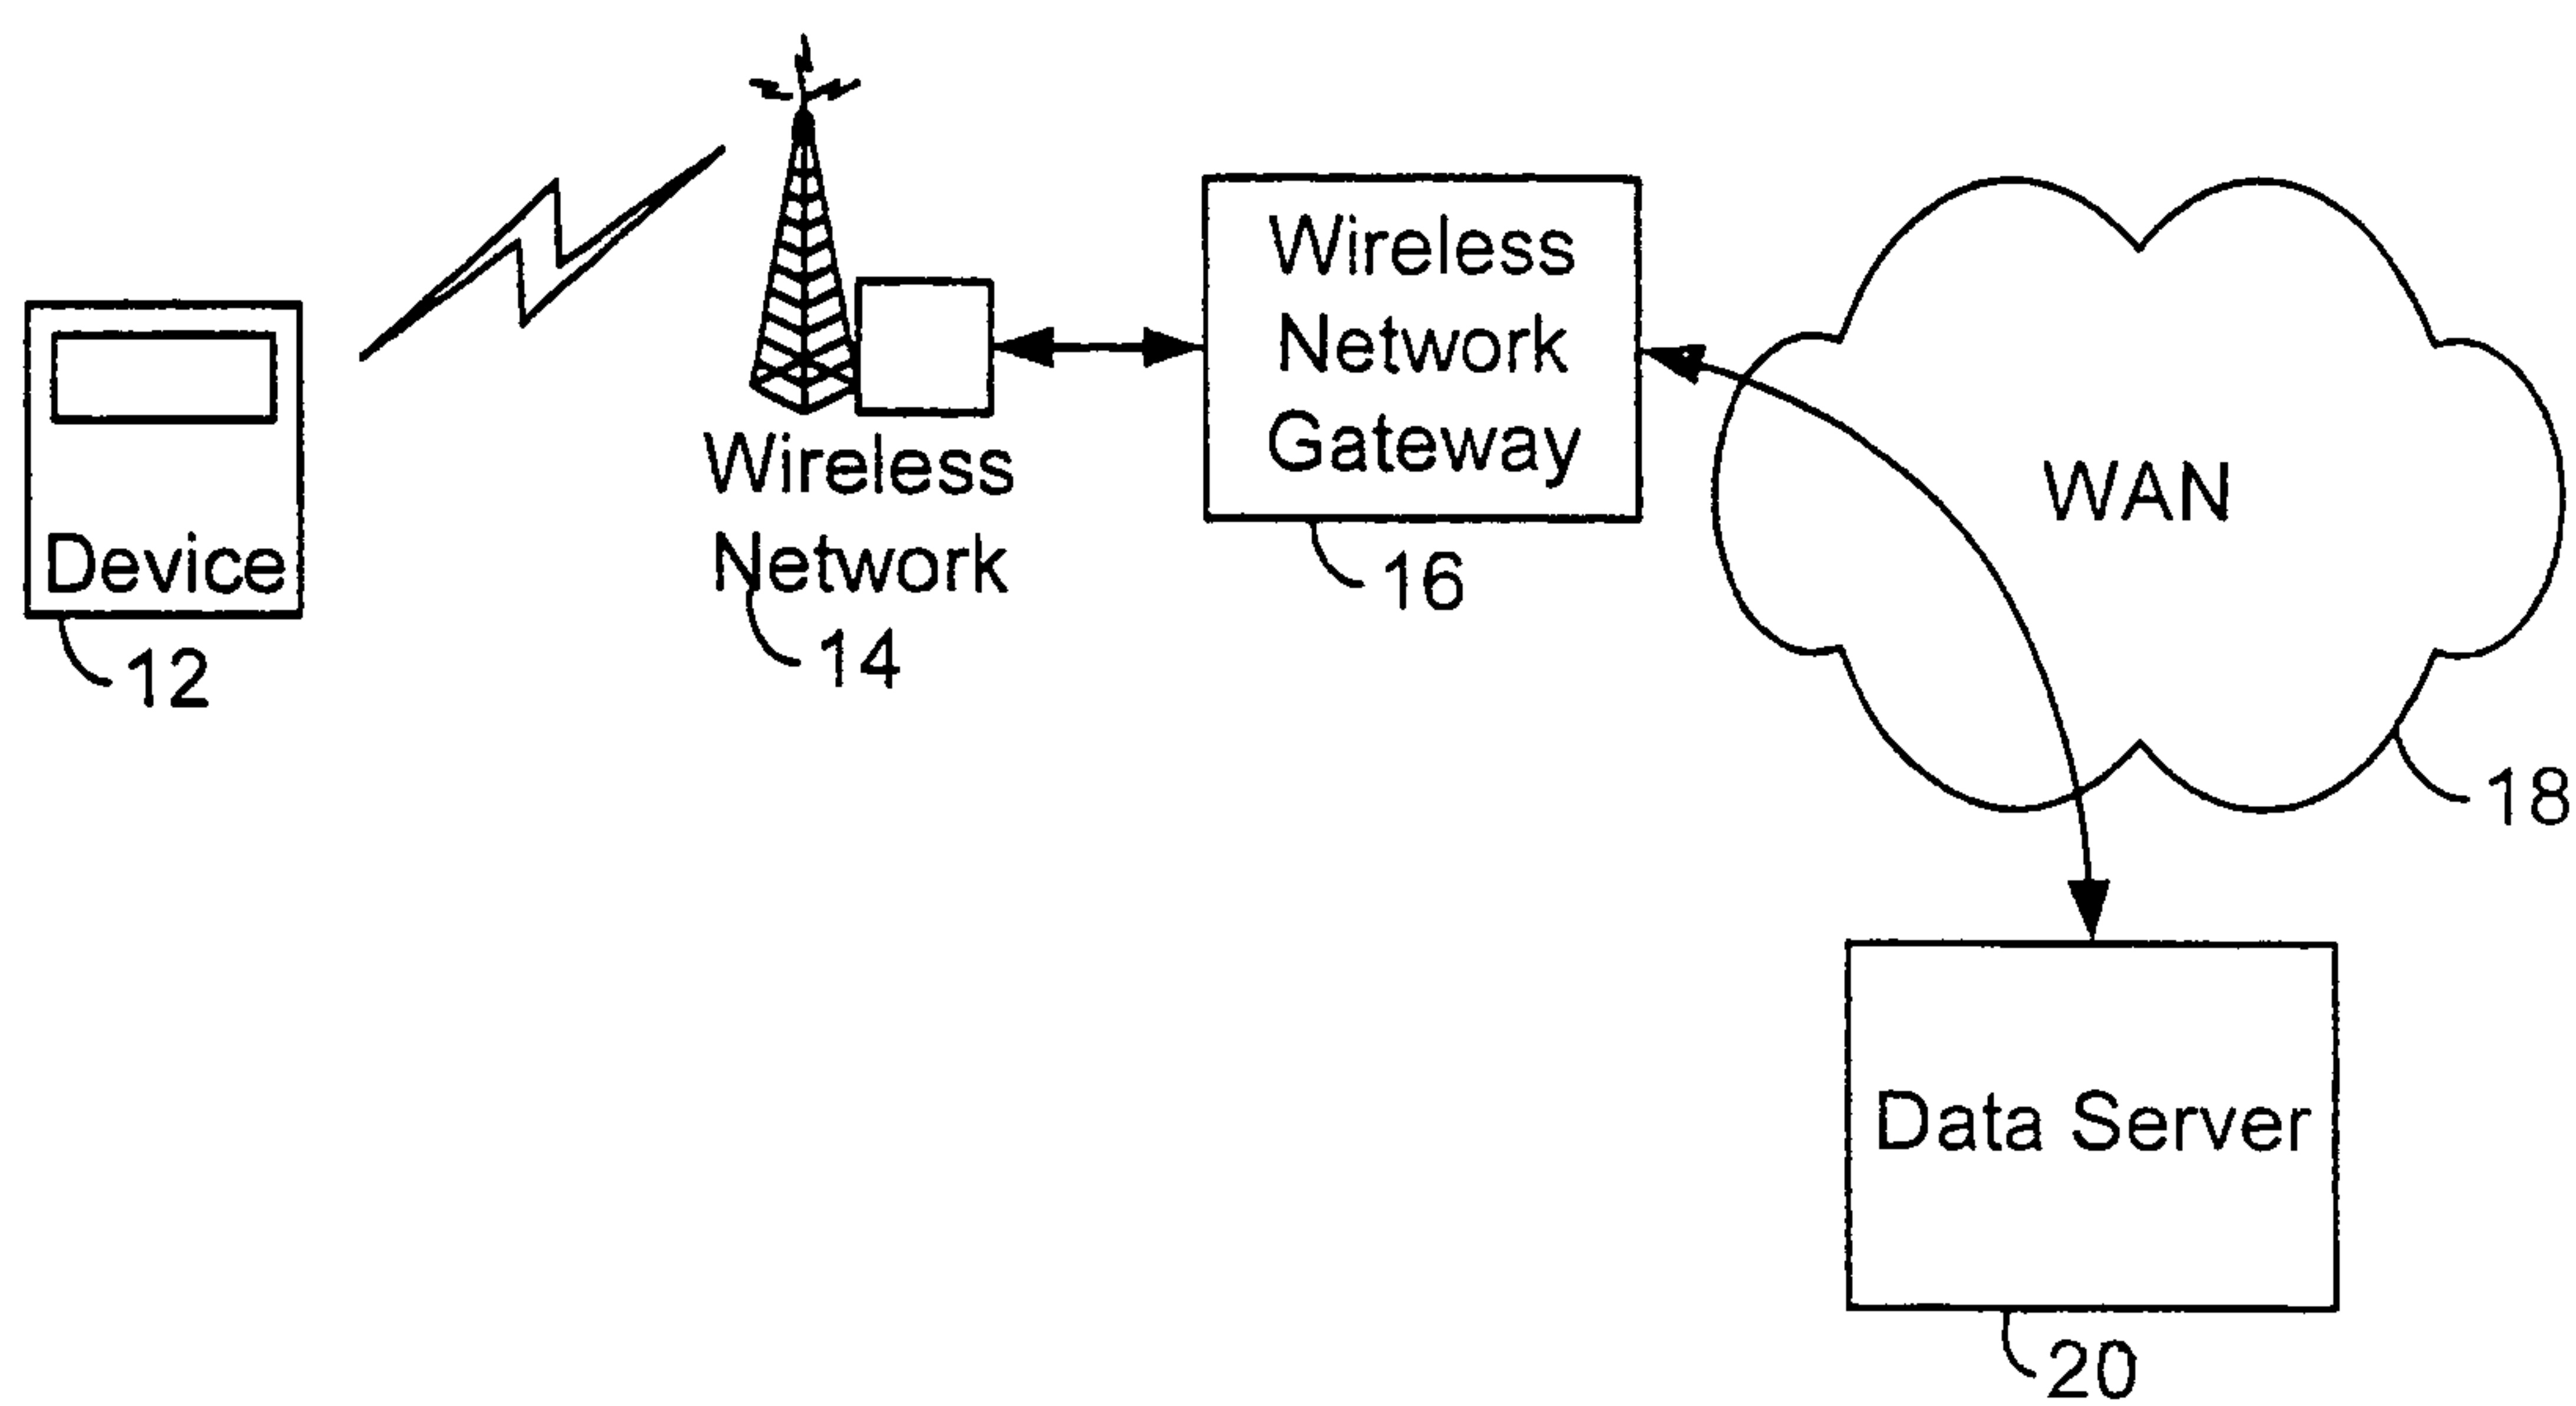 Device
12
Wireless
Network
14
Wireless
Network
Gateway
16
WAN
18
Data Server
20